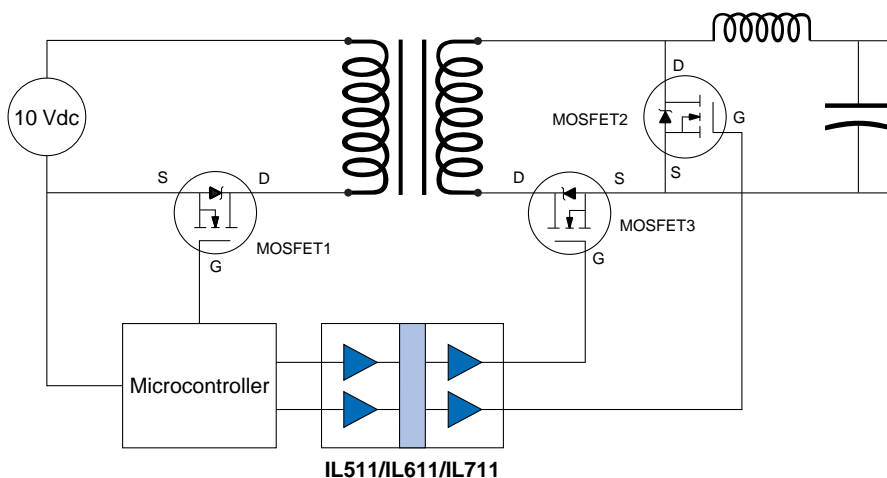 D
10 Vdc
MOSFET2
G
S
S
D
D
S
MOSFET1
MOSFET3
G
G
Microcontroller
IL511/IL611/IL711